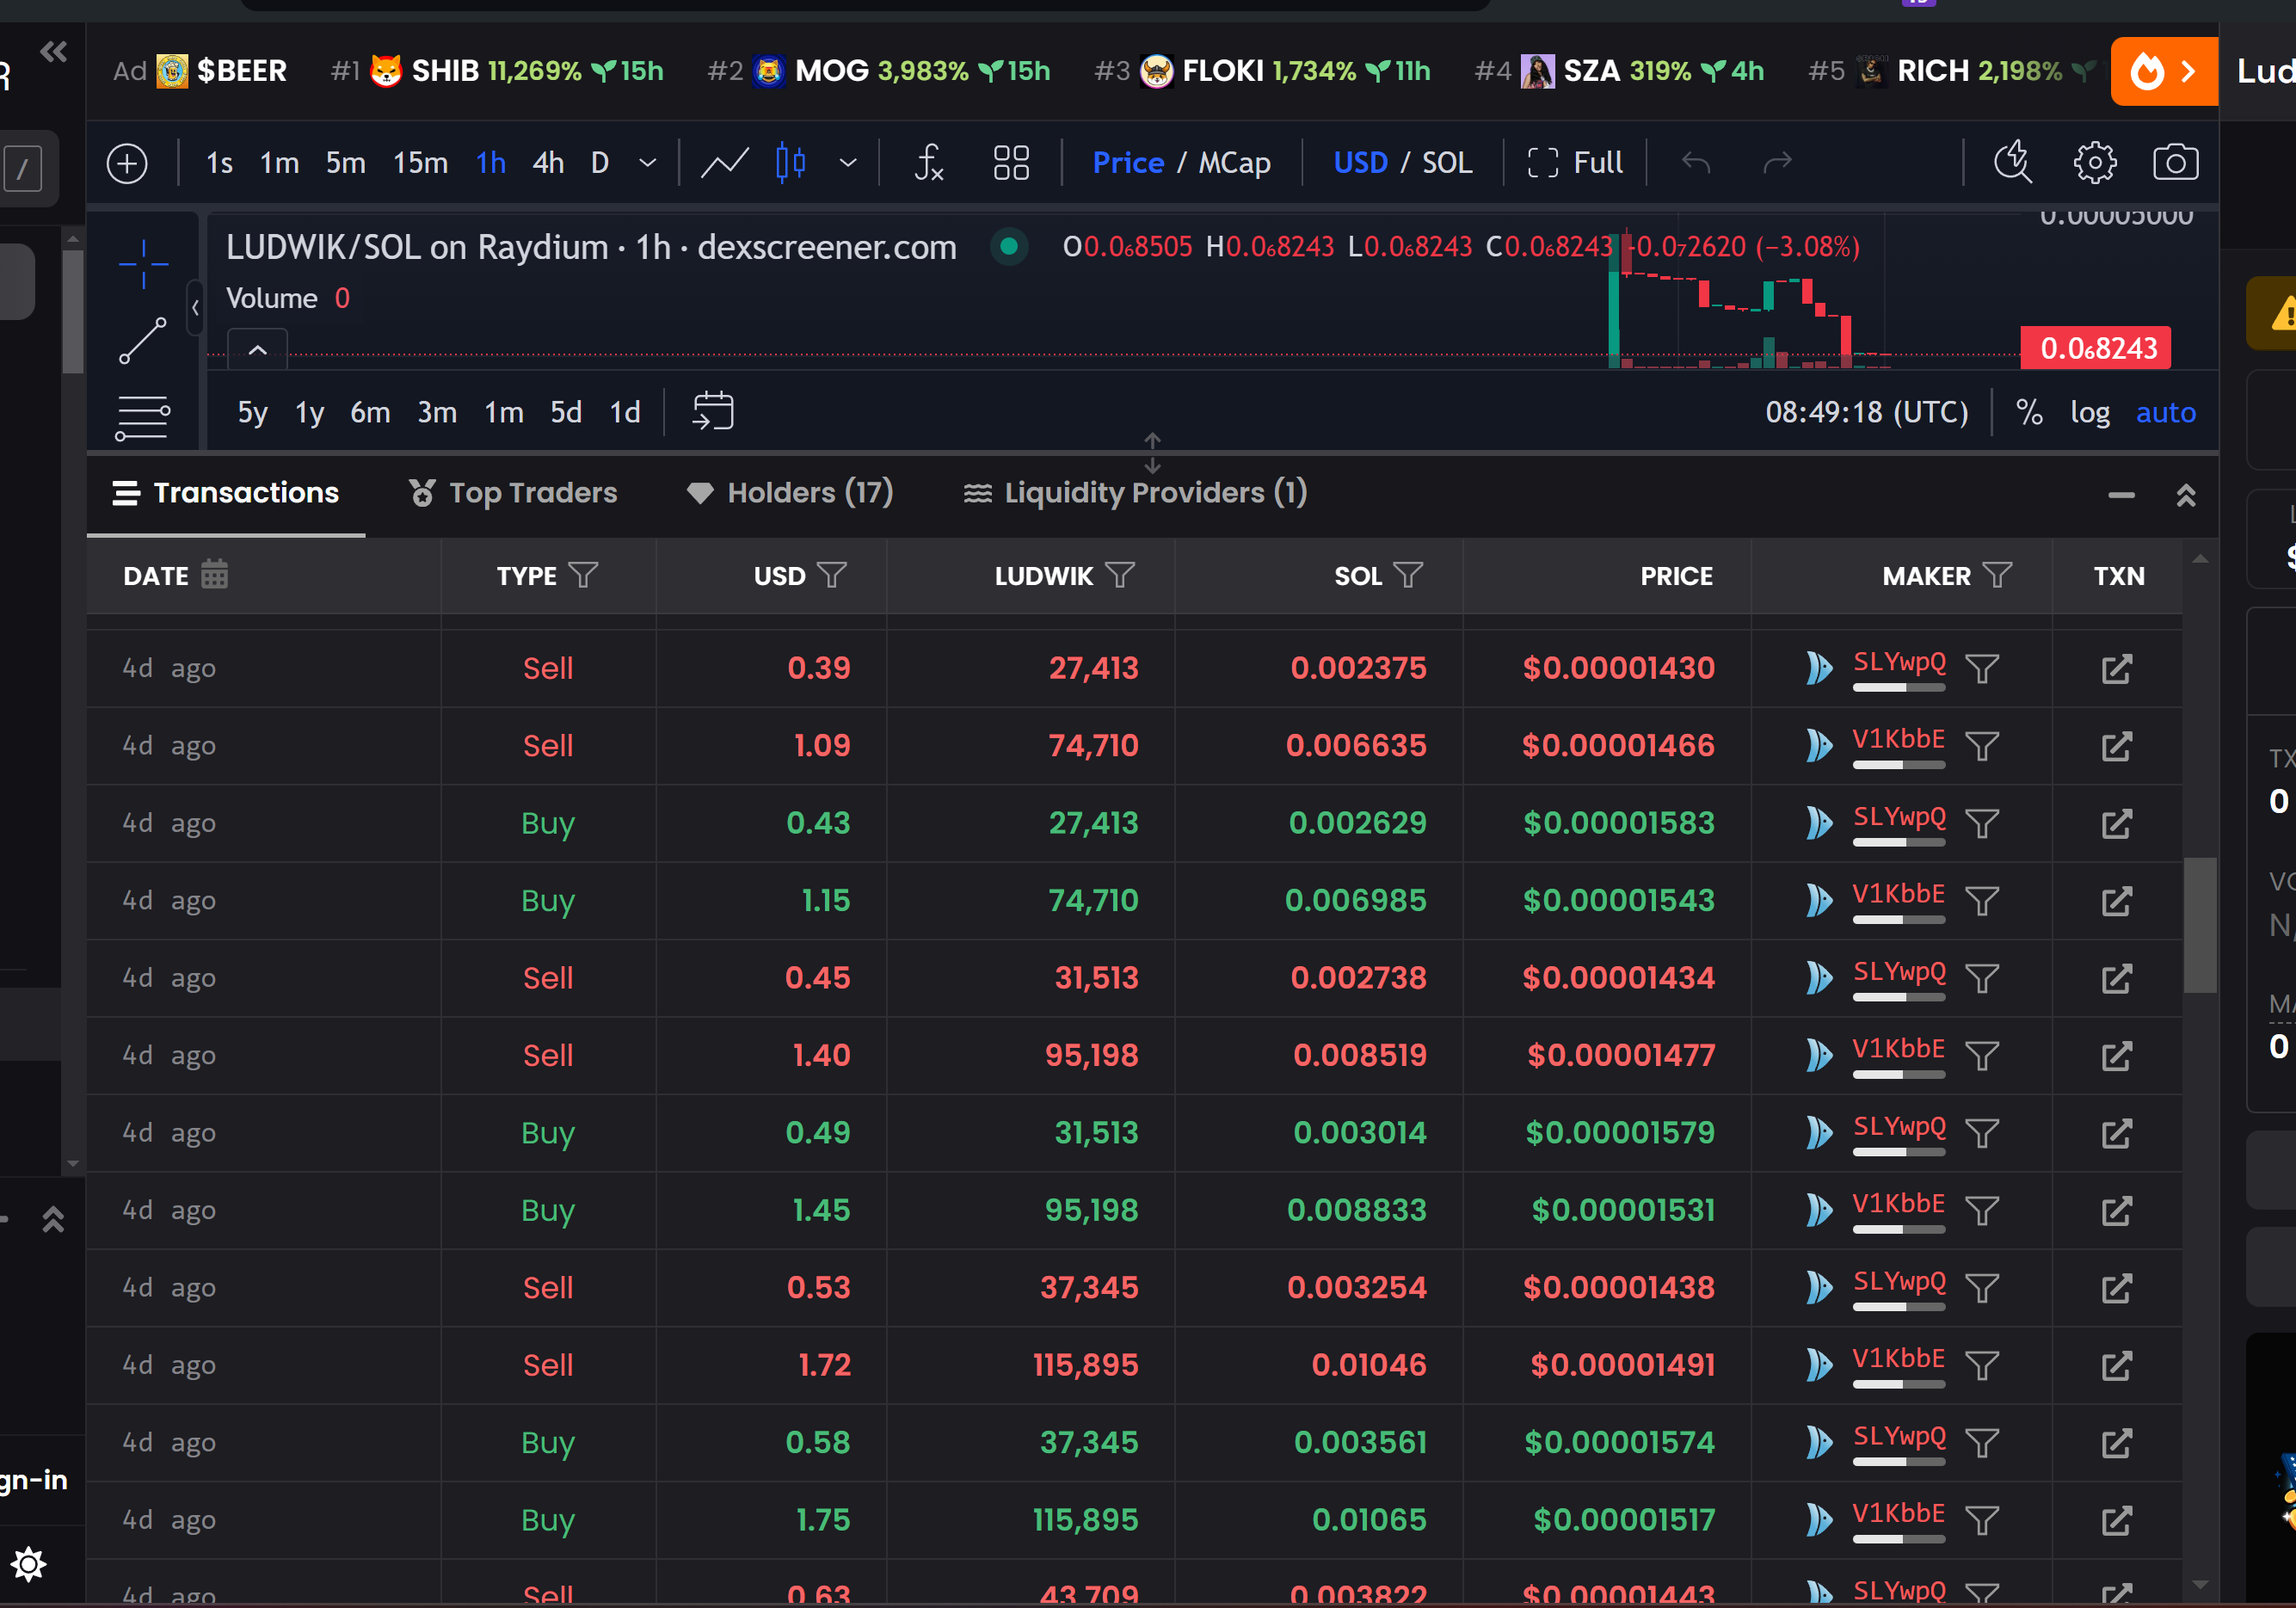 Ad $BEER #1 SHIB 11,269% 15h #2 MOG 3,983% 15h #3 FLOKI 1,734% 11h #4 SZA 319% 4h #5 RICH 2,198%
/
1s 1m 5m 15m 1h 4h D Price / MCap USD / SOL Full
LUDWIK/SOL on Raydium · 1h · dexscreener.com O0.0₆8505 H0.0₆8243 L0.0₆8243 C0.0₆8243 -0.0₇2620 (−3.08%)
0.00005000
Volume 0
0.0₆8243
5y 1y 6m 3m 1m 5d 1d 08:49:18 (UTC) % log auto
Transactions Top Traders Holders (17) Liquidity Providers (1)
DATE TYPE USD LUDWIK SOL PRICE MAKER TXN
4d ago Sell 0.39 27,413 0.002375 $0.00001430 SLYwpQ
4d ago Sell 1.09 74,710 0.006635 $0.00001466 V1KbbE
4d ago Buy 0.43 27,413 0.002629 $0.00001583 SLYwpQ
4d ago Buy 1.15 74,710 0.006985 $0.00001543 V1KbbE
4d ago Sell 0.45 31,513 0.002738 $0.00001434 SLYwpQ
4d ago Sell 1.40 95,198 0.008519 $0.00001477 V1KbbE
4d ago Buy 0.49 31,513 0.003014 $0.00001579 SLYwpQ
4d ago Buy 1.45 95,198 0.008833 $0.00001531 V1KbbE
4d ago Sell 0.53 37,345 0.003254 $0.00001438 SLYwpQ
4d ago Sell 1.72 115,895 0.01046 $0.00001491 V1KbbE
4d ago Buy 0.58 37,345 0.003561 $0.00001574 SLYwpQ
4d ago Buy 1.75 115,895 0.01065 $0.00001517 V1KbbE
4d ago Sell 0.63 43,709 0.003822 $0.00001443 SLYwpQ
gn-in
Lud
TX
0
VO
N/
MA
0